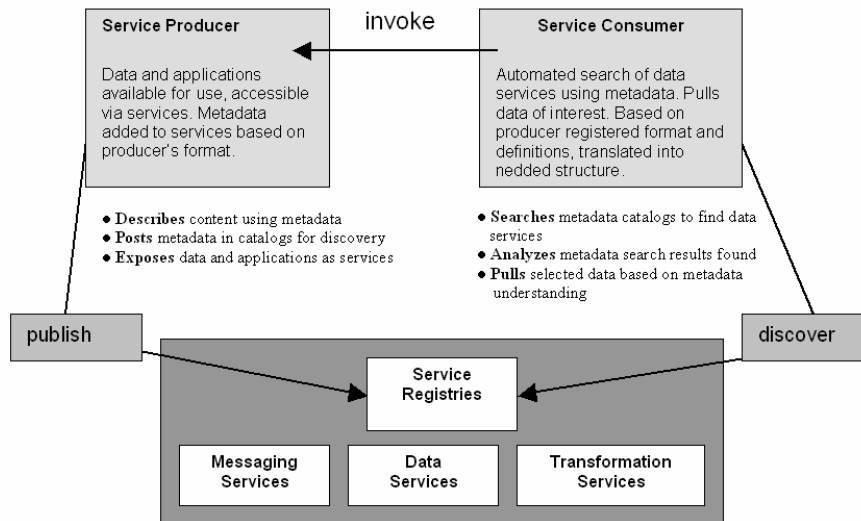 Service Producer
Data and applications
available for use, accessible
via services. Metadata
added to services based on
producer's format.
invoke
Service Consumer
Automated search of data
services using metadata. Pulls
data of interest. Based on
producer registered format and
definitions, translated into
nedded structure.
● Describes content using metadata
● Posts metadata in catalogs for discovery
● Exposes data and applications as services
● Searches metadata catalogs to find data
services
● Analyzes metadata search results found
● Pulls selected data based on metadata
understanding
publish
discover
Service
Registries
Messaging
Services
Data
Services
Transformation
Services